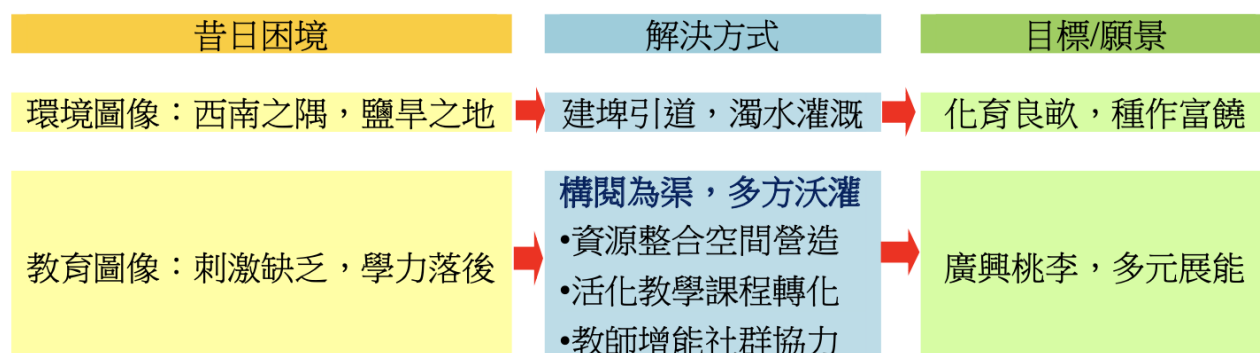 昔日困境
解決方式
目標/願景
環境圖像：西南之隅，鹽旱之地
建埤引道，濁水灌溉
化育良畝，種作富饒
教育圖像：刺激缺乏，學力落後
構閱為渠，多方沃灌
•資源整合空間營造
•活化教學課程轉化
•教師增能社群協力
廣興桃李，多元展能